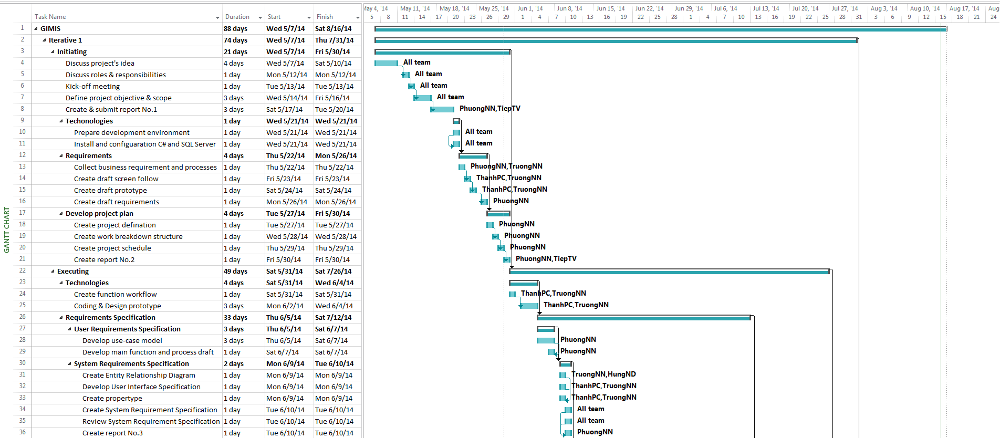 May 4, '14 May 11, '14 May 18, '14 May 25, '14 Jun 1, '14 Jun 8, '14 Jun 15, '14 Jun 22, '14 Jun 29, '14 Jul 6, '14 Jul 13, '14 Jul 20, '14 Jul 27, '14 Aug 3, '14 Aug 10, '14 Aug 17, '14 Aug
Task Name Duration Start Finish 5 8 11 14 17 20 23 26 29 1 4 7 10 13 16 19 22 25 28 1 4 7 10 13 16 19 22 25 28 31 3 6 9 12 15 18 21 24
1 GIMIS 88 days Wed 5/7/14 Sat 8/16/14
2 Iterative 1 74 days Wed 5/7/14 Thu 7/31/14
3 Initiating 21 days Wed 5/7/14 Fri 5/30/14
4 Discuss project's idea 4 days Wed 5/7/14 Sat 5/10/14 All team
5 Discuss roles & responsibilities 1 day Mon 5/12/14 Mon 5/12/14 All team
6 Kick-off meeting 1 day Tue 5/13/14 Tue 5/13/14 All team
7 Define project objective & scope 3 days Wed 5/14/14 Fri 5/16/14 All team
8 Create & submit report No.1 3 days Sat 5/17/14 Tue 5/20/14 PhuongNN,TiepTV
9 Techonologies 1 day Wed 5/21/14 Wed 5/21/14
10 Prepare development environment 1 day Wed 5/21/14 Wed 5/21/14 All team
11 Install and configuaration C# and SQL Server 1 day Wed 5/21/14 Wed 5/21/14 All team
12 Requirements 4 days Thu 5/22/14 Mon 5/26/14
13 Collect business requirement and processes 1 day Thu 5/22/14 Thu 5/22/14 PhuongNN,TruongNN
14 Create draft screen follow 1 day Fri 5/23/14 Fri 5/23/14 ThanhPC,TruongNN
15 Create draft prototype 1 day Sat 5/24/14 Sat 5/24/14 ThanhPC,TruongNN
16 Create draft requirements 1 day Mon 5/26/14 Mon 5/26/14 PhuongNN
17 Develop project plan 4 days Tue 5/27/14 Fri 5/30/14
18 Create project defination 1 day Tue 5/27/14 Tue 5/27/14 PhuongNN
19 Create work breakdown structure 1 day Wed 5/28/14 Wed 5/28/14 PhuongNN
20 Create project schedule 1 day Thu 5/29/14 Thu 5/29/14 PhuongNN
21 Create report No.2 1 day Fri 5/30/14 Fri 5/30/14 PhuongNN,TiepTV
22 Executing 49 days Sat 5/31/14 Sat 7/26/14
23 Technologies 4 days Sat 5/31/14 Wed 6/4/14
24 Create function workflow 1 day Sat 5/31/14 Sat 5/31/14 ThanhPC,TruongNN
25 Coding & Design prototype 3 days Mon 6/2/14 Wed 6/4/14 ThanhPC,TruongNN
26 Requirements Specification 33 days Thu 6/5/14 Sat 7/12/14
27 User Requirements Specification 3 days Thu 6/5/14 Sat 6/7/14
28 Develop use-case model 3 days Thu 6/5/14 Sat 6/7/14 PhuongNN
29 Develop main function and process draft 1 day Sat 6/7/14 Sat 6/7/14 PhuongNN
30 System Requirements Specification 2 days Mon 6/9/14 Tue 6/10/14
31 Create Entity Relationship Diagram 1 day Mon 6/9/14 Mon 6/9/14 TruongNN,HungND
32 Develop User Interface Specification 1 day Mon 6/9/14 Mon 6/9/14 ThanhPC,TruongNN
33 Create propertype 1 day Mon 6/9/14 Mon 6/9/14 ThanhPC,TruongNN
34 Create System Requirement Specification 1 day Tue 6/10/14 Tue 6/10/14 All team
35 Review System Requirement Specification 1 day Tue 6/10/14 Tue 6/10/14 All team
36 Create report No.3 1 day Tue 6/10/14 Tue 6/10/14 PhuongNN
GANTT CHART